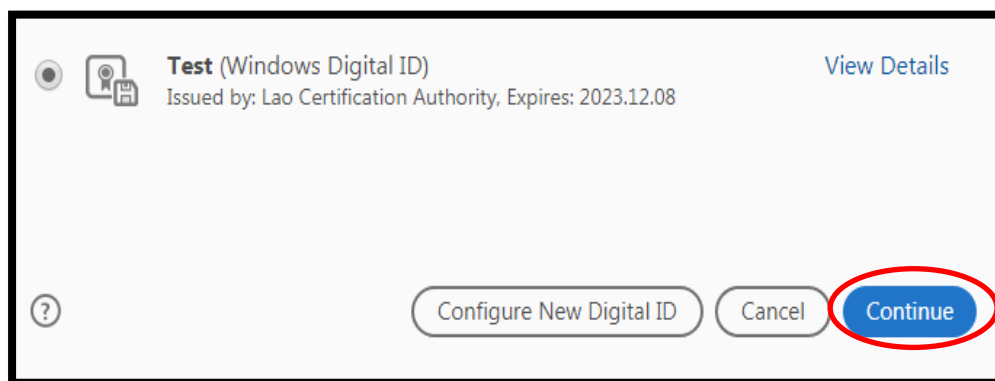 Test (Windows Digital ID) View Details
Issued by: Lao Certification Authority, Expires: 2023.12.08
? Configure New Digital ID Cancel Continue